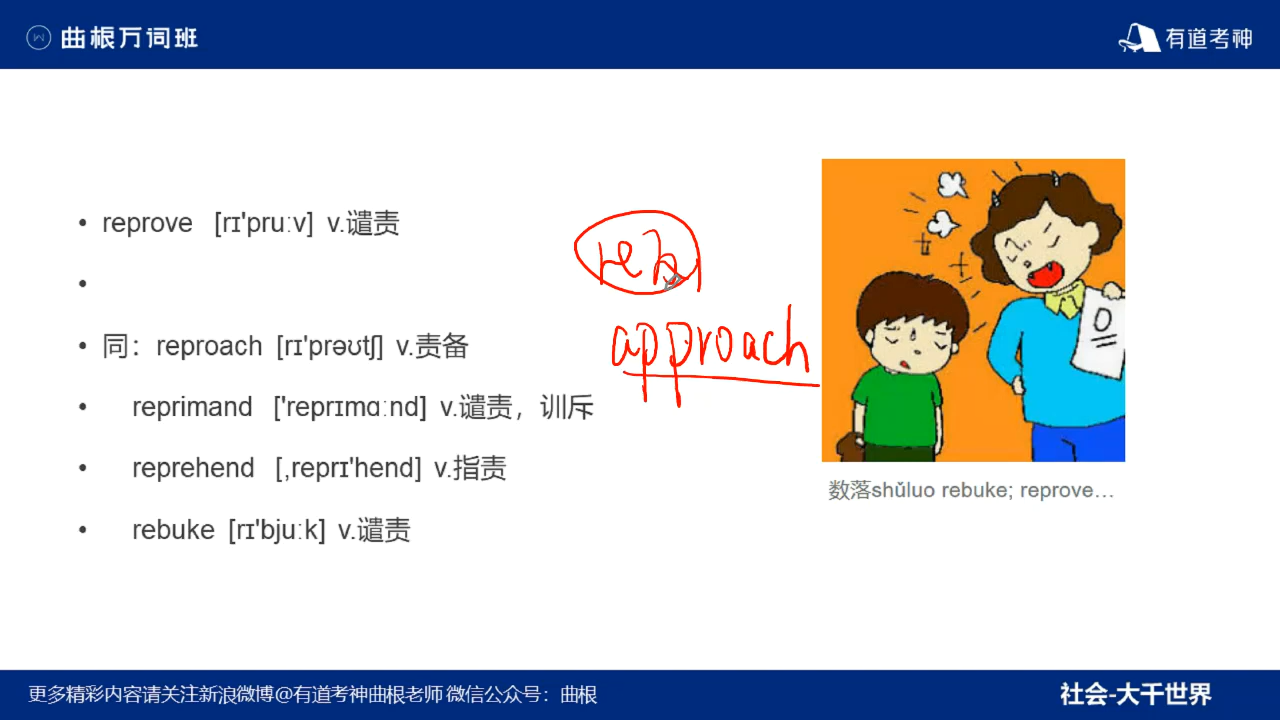 曲根万词班
有道考神
reprove [rɪ'pruːv] v.谴责
同：reproach [rɪ'prəʊtʃ] v.责备
reprimand ['reprɪmɑːnd] v.谴责，训斥
reprehend [ˌreprɪ'hend] v.指责
rebuke [rɪ'bjuːk] v.谴责
approach
0
数落shǔluo rebuke; reprove…
更多精彩内容请关注新浪微博@有道考神曲根老师 微信公众号：曲根
社会-大千世界